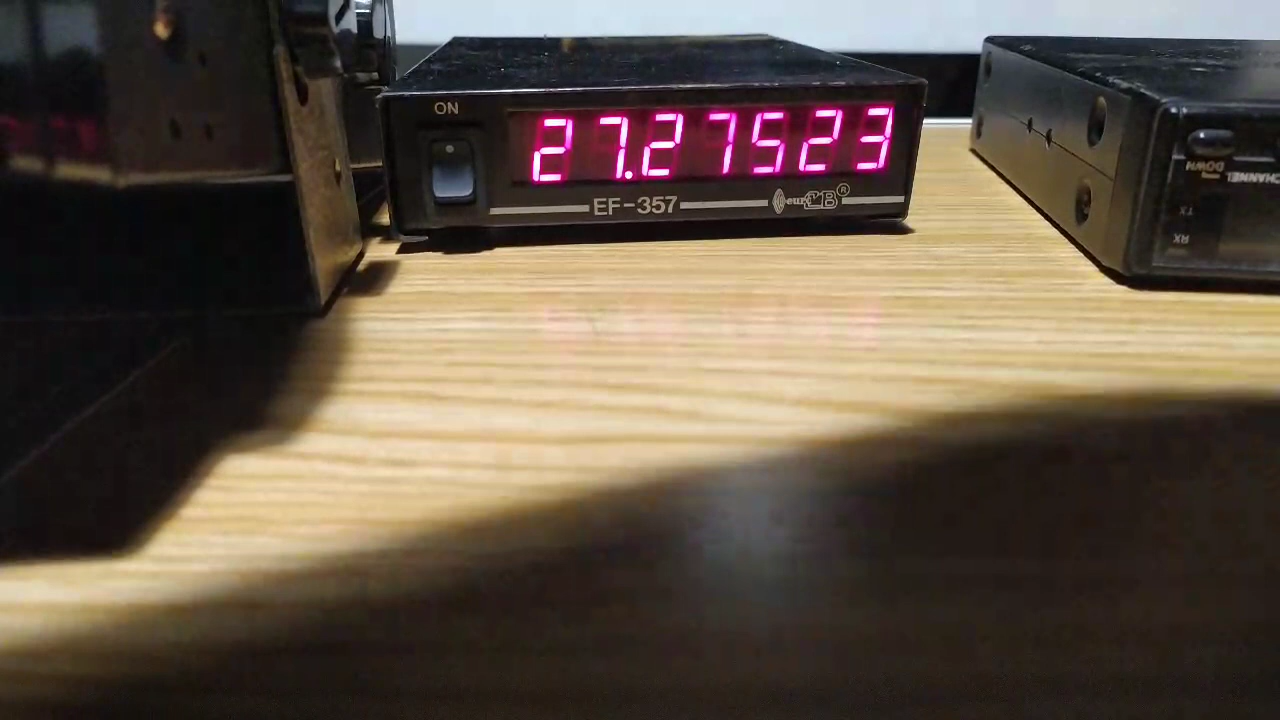 ON
27.27523
EF-357
euroCB®
DOWN
CHANNEL
TX
RX